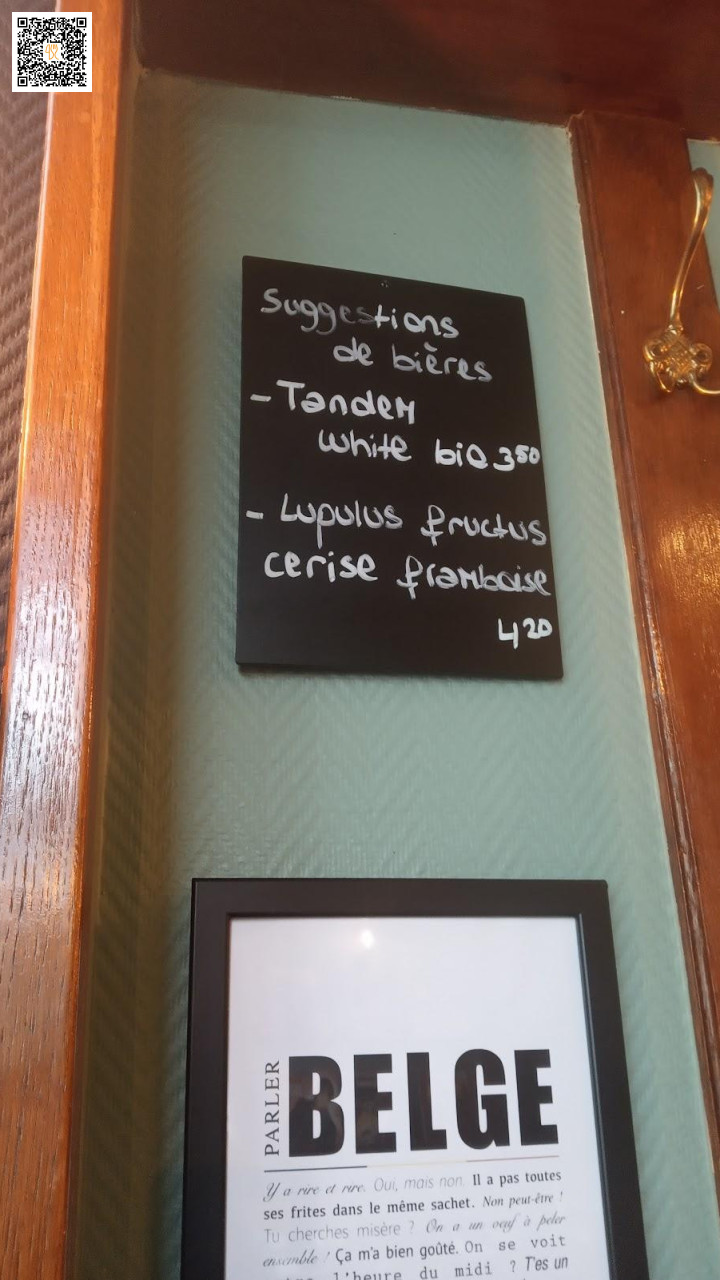 Suggestions
de bières
- Tandem
white bio 350
- Lupulus fructus
cerise framboise
420
PARLER
BELGE
Y a rire et rire. Oui, mais non. Il a pas toutes
ses frites dans le même sachet. Non peut-être !
Tu cherches misère ? On a un oeuf à peler
ensemble ! Ça m'a bien goûté. On se voit
l'heure du midi ? T'es un